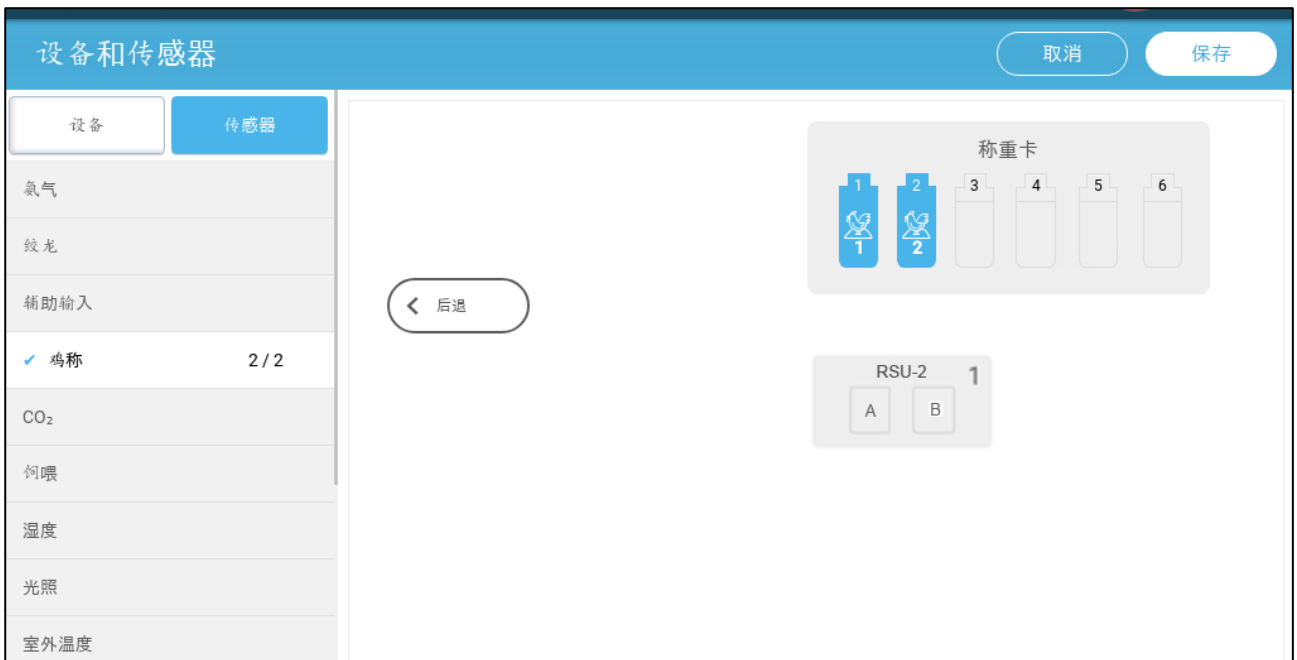 设备和传感器
取消
保存
设备
传感器
氨气
绞龙
辅助输入
✔ 鸡称 2 / 2
CO₂
饲喂
湿度
光照
室外温度
后退
称重卡
1 2 3 4 5 6
1 2
RSU-2 1
A B